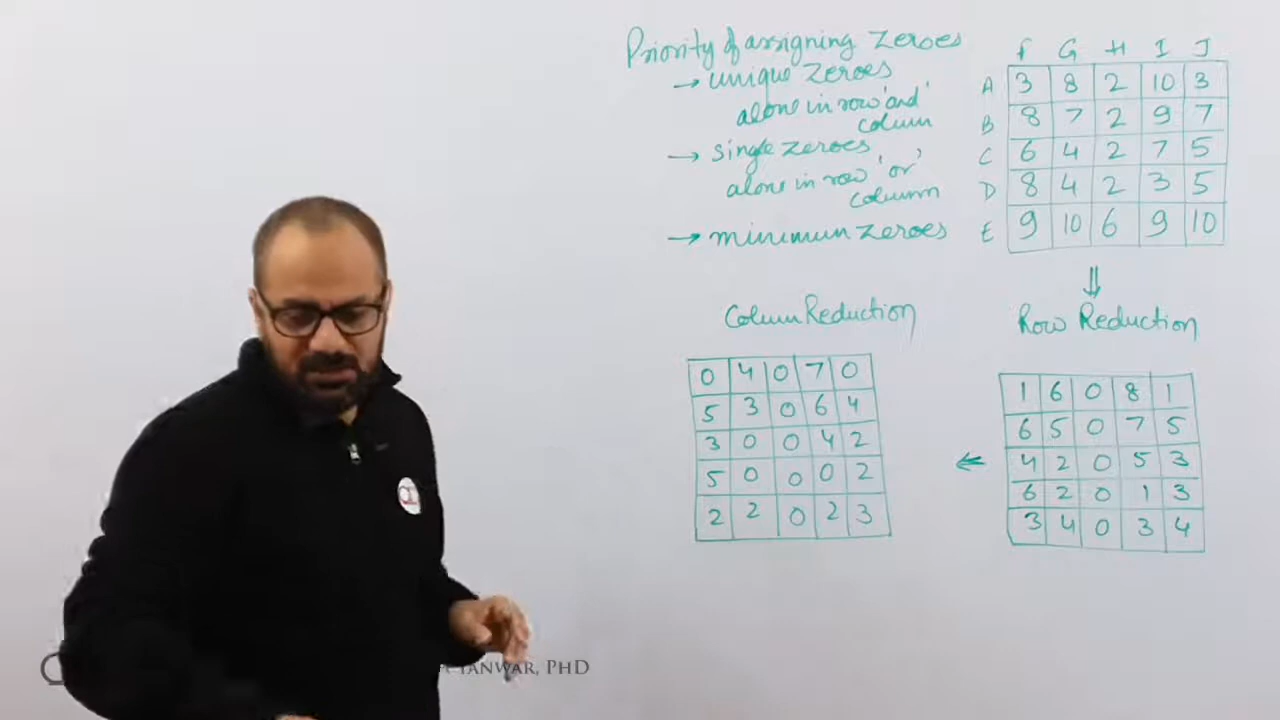 Priority of assigning zeroes
→ unique zeroes
alone in row 'and'
column
→ single zeroes
alone in row 'or'
column
→ minimum zeroes
F G H I J
A 3 8 2 10 3
B 8 7 2 9 7
C 6 4 2 7 5
D 8 4 2 3 5
E 9 10 6 9 10
⇓
Row Reduction
1 6 0 8 1
6 5 0 7 5
4 2 0 5 3
6 2 0 1 3
3 4 0 3 4
←
Column Reduction
0 4 0 7 0
5 3 0 6 4
3 0 0 4 2
5 0 0 0 2
2 2 0 2 3
TANWAR, PHD